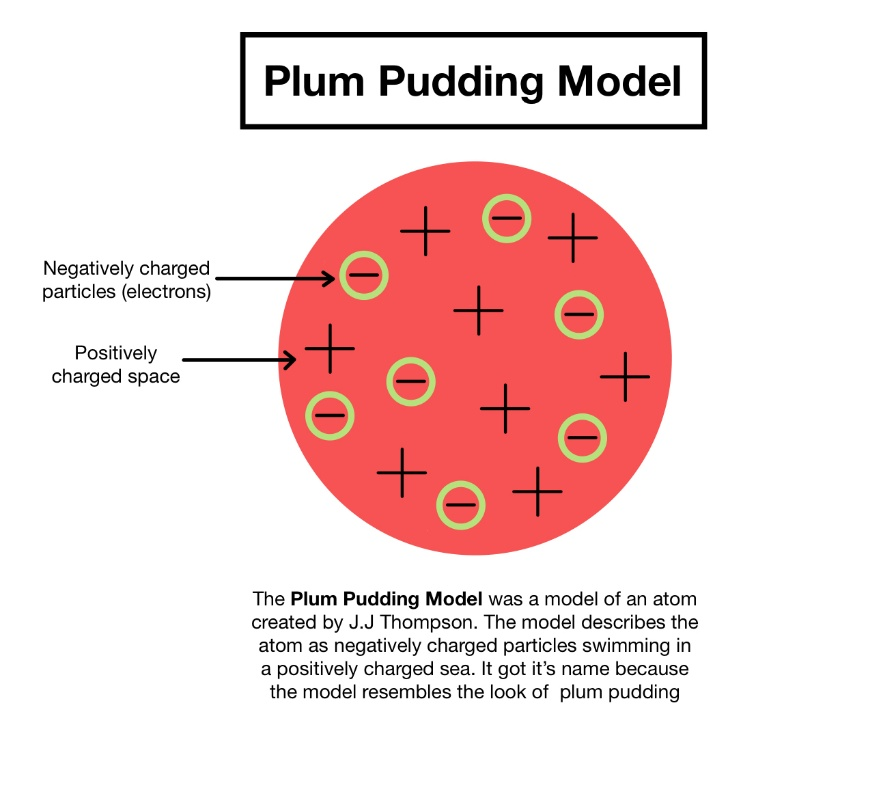 Plum Pudding Model
Negatively charged
particles (electrons)
Positively
charged space
The Plum Pudding Model was a model of an atom
created by J.J Thompson. The model describes the
atom as negatively charged particles swimming in
a positively charged sea. It got it’s name because
the model resembles the look of  plum pudding